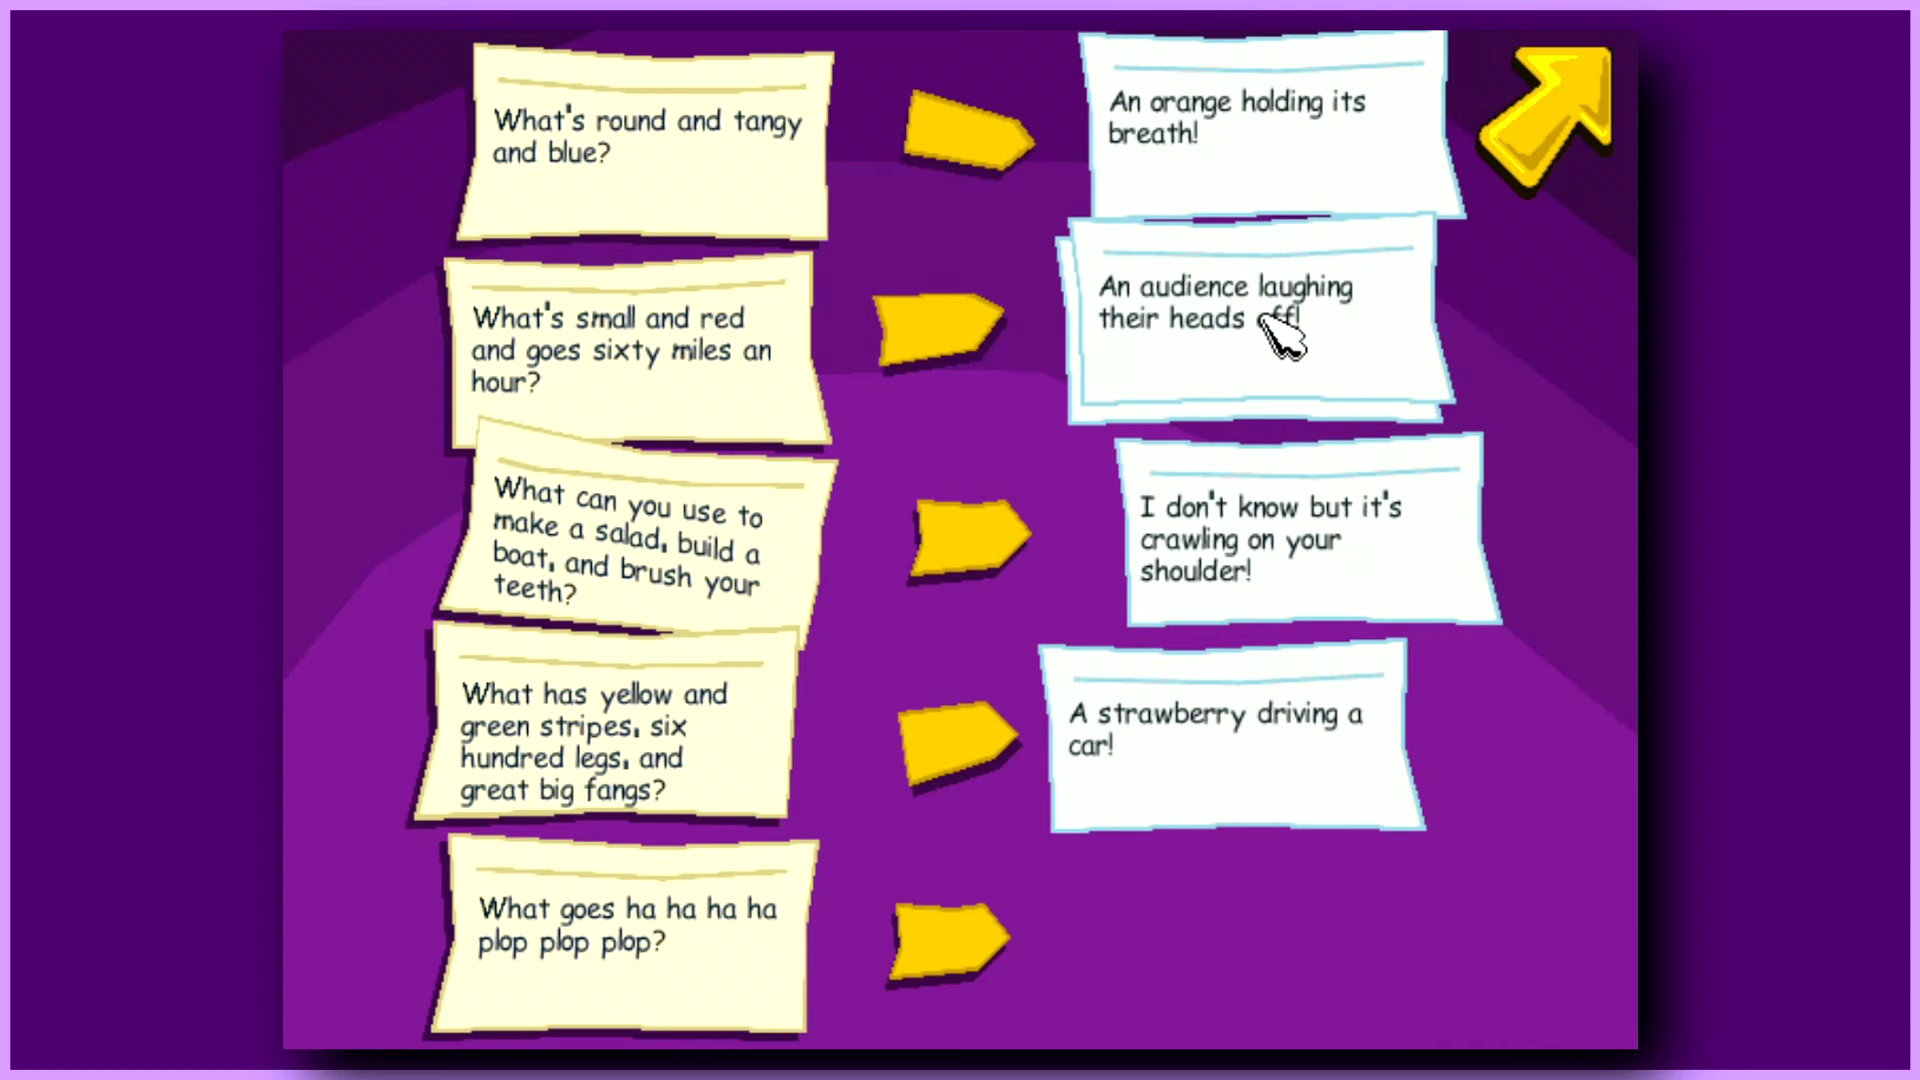 What's round and tangy
and blue?
An orange holding its
breath!
What's small and red
and goes sixty miles an
hour?
An audience laughing
their heads off!
What can you use to
make a salad, build a
boat, and brush your
teeth?
I don't know but it's
crawling on your
shoulder!
What has yellow and
green stripes, six
hundred legs, and
great big fangs?
A strawberry driving a
car!
What goes ha ha ha ha
plop plop plop?